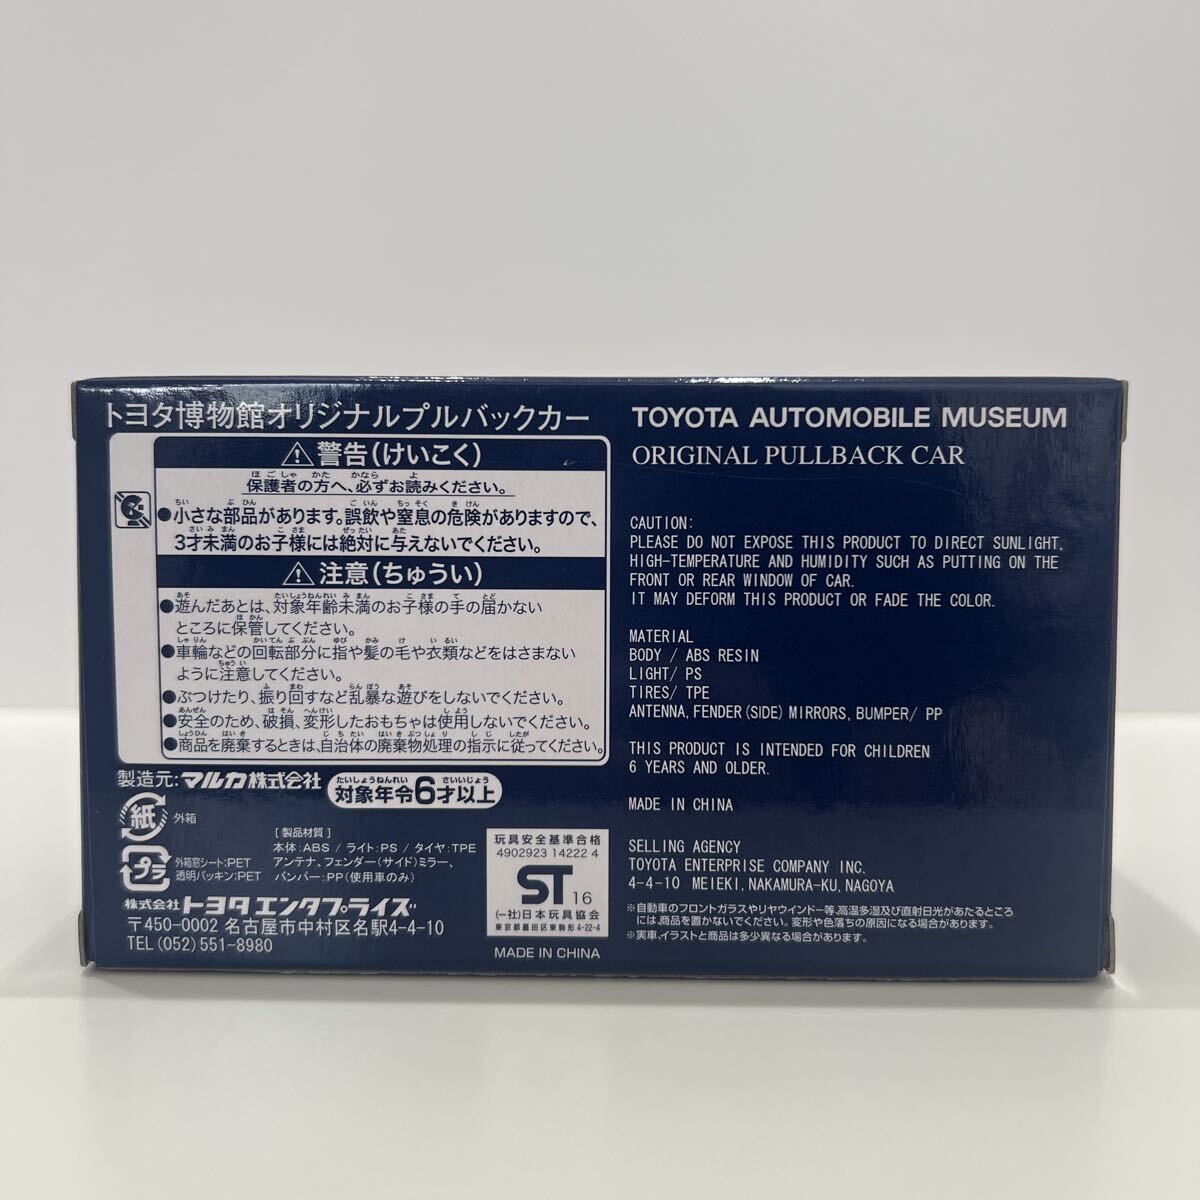 トヨタ博物館オリジナルプルバックカー
⚠警告(けいこく)
保護者の方へ、必ずお読みください。
●小さな部品があります。誤飲や窒息の危険がありますので、
3才未満のお子様には絶対に与えないでください。
⚠注意(ちゅうい)
●遊んだあとは、対象年齢未満のお子様の手の届かない
ところに保管してください。
●車輪などの回転部分に指や髪の毛や衣類などをはさまない
ように注意してください。
●ぶつけたり、振り回すなど乱暴な遊びをしないでください。
●安全のため、破損、変形したおもちゃは使用しないでください。
●商品を廃棄するときは、自治体の廃棄物処理の指示に従ってください。
製造元:マルカ株式会社
たいしょうねんれい さいいじょう
対象年令6才以上
紙 外箱
プラ 外箱窓シート:PET
透明パッキン:PET
[製品材質]
本体:ABS / ライト:PS / タイヤ:TPE
アンテナ、フェンダー(サイド)ミラー、
バンパー:PP(使用車のみ)
株式会社トヨタエンタプライズ
〒450-0002 名古屋市中村区名駅4-4-10
TEL (052) 551-8980
玩具安全基準合格
4902923 14222 4
ST 16
(一社)日本玩具協会
東京都墨田区東駒形4-22-4
MADE IN CHINA
TOYOTA AUTOMOBILE MUSEUM
ORIGINAL PULLBACK CAR
CAUTION:
PLEASE DO NOT EXPOSE THIS PRODUCT TO DIRECT SUNLIGHT,
HIGH-TEMPERATURE AND HUMIDITY SUCH AS PUTTING ON THE
FRONT OR REAR WINDOW OF CAR.
IT MAY DEFORM THIS PRODUCT OR FADE THE COLOR.
MATERIAL
BODY / ABS RESIN
LIGHT/ PS
TIRES/ TPE
ANTENNA, FENDER (SIDE) MIRRORS, BUMPER/ PP
THIS PRODUCT IS INTENDED FOR CHILDREN
6 YEARS AND OLDER.
MADE IN CHINA
SELLING AGENCY
TOYOTA ENTERPRISE COMPANY INC.
4-4-10 MEIEKI, NAKAMURA-KU, NAGOYA
※自動車のフロントガラスやリヤウインドー等、高温多湿及び直射日光があたるところ
には、商品を置かないでください。変形や色落ちの原因になる場合があります。
※実車、イラストと商品は多少異なる場合があります。